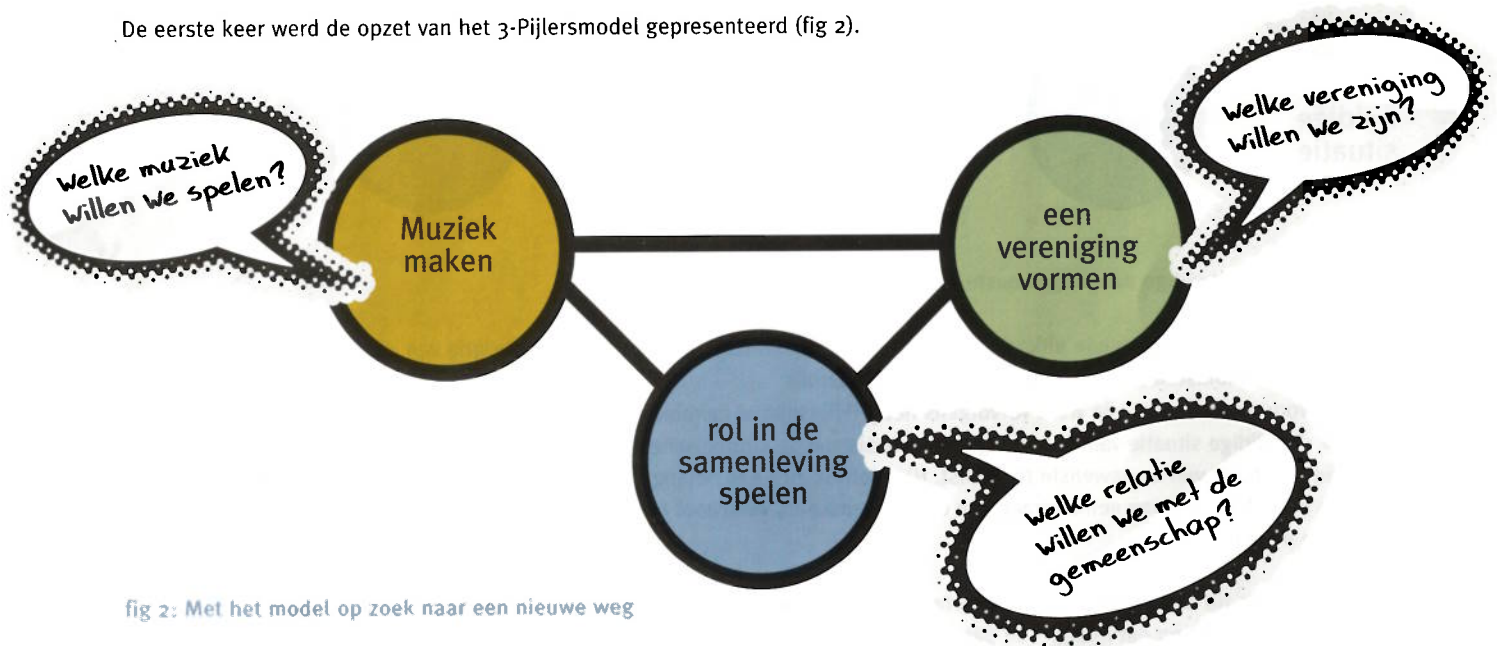 De eerste keer werd de opzet van het 3-Pijlersmodel gepresenteerd (fig 2).
Welke muziek
willen we spelen?
Muziek
maken
Welke vereniging
willen we zijn?
een
vereniging
vormen
rol in de
samenleving
spelen
Welke relatie
willen we met de
gemeenschap?
fig 2: Met het model op zoek naar een nieuwe weg